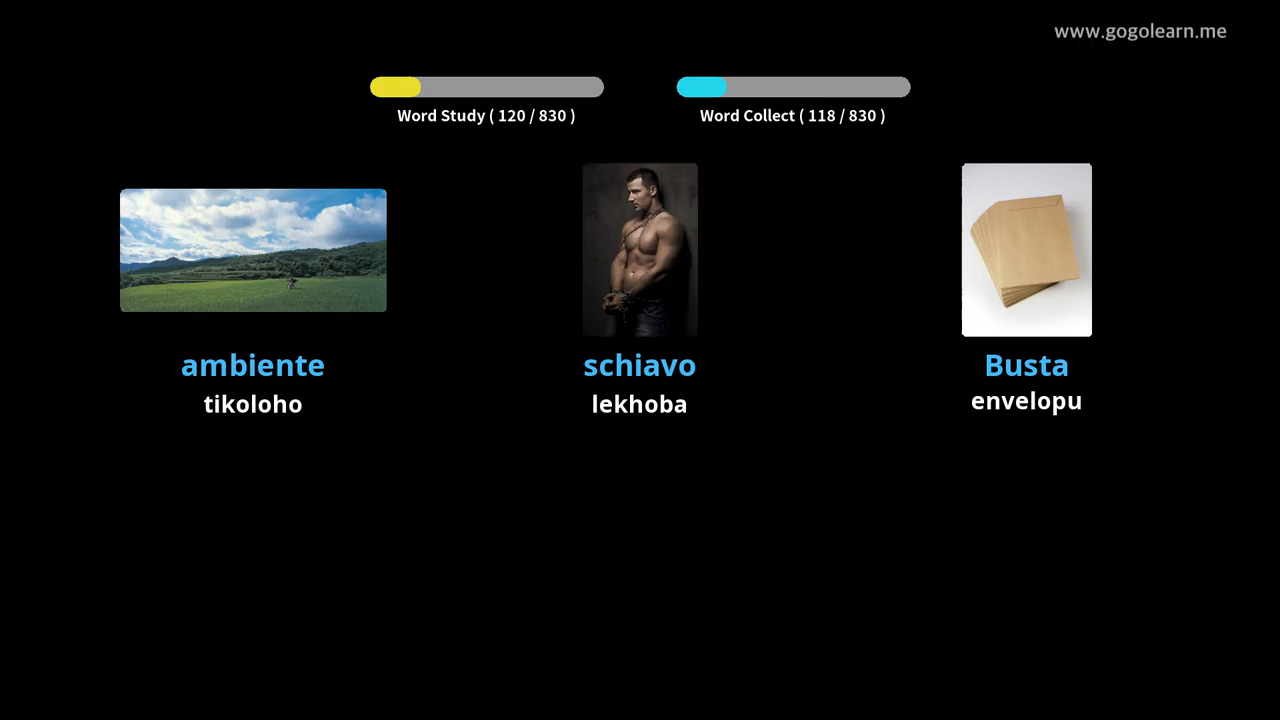 www.gogolearn.me
Word Study ( 120 / 830 )
Word Collect ( 118 / 830 )
ambiente
tikoloho
schiavo
lekhoba
Busta
envelopu